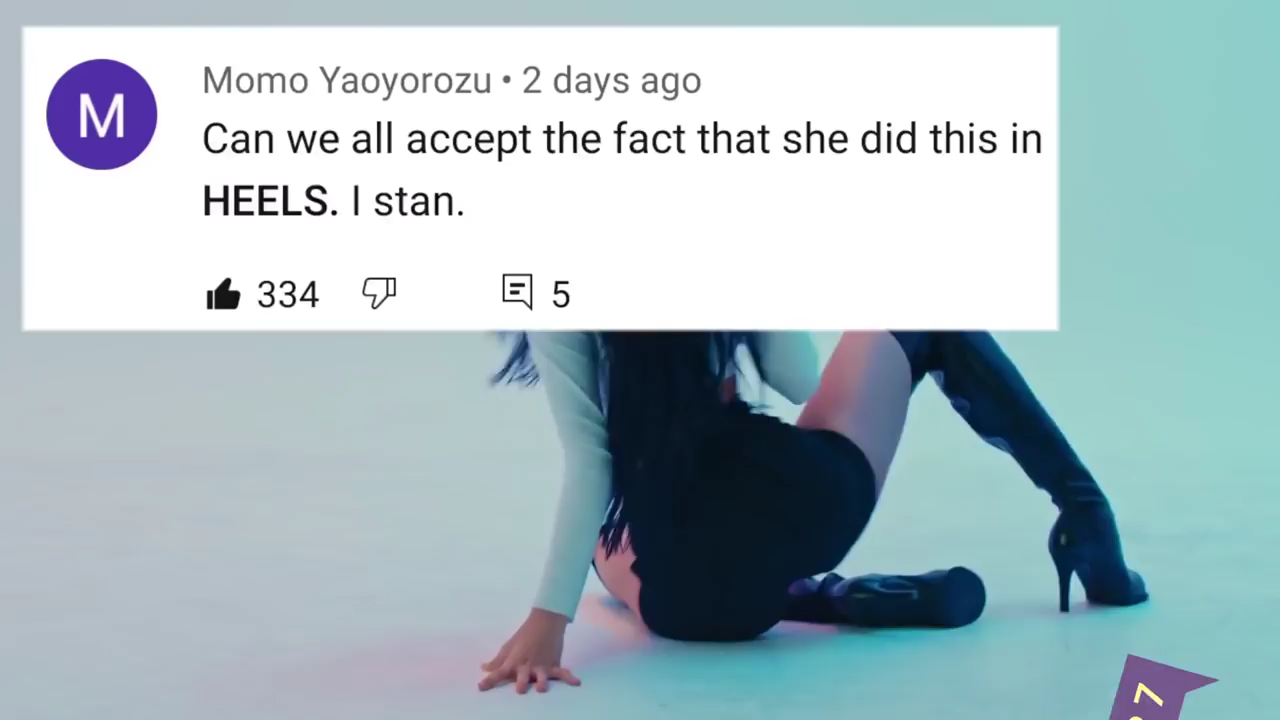 M
Momo Yaoyorozu • 2 days ago
Can we all accept the fact that she did this in
HEELS. I stan.
334
5